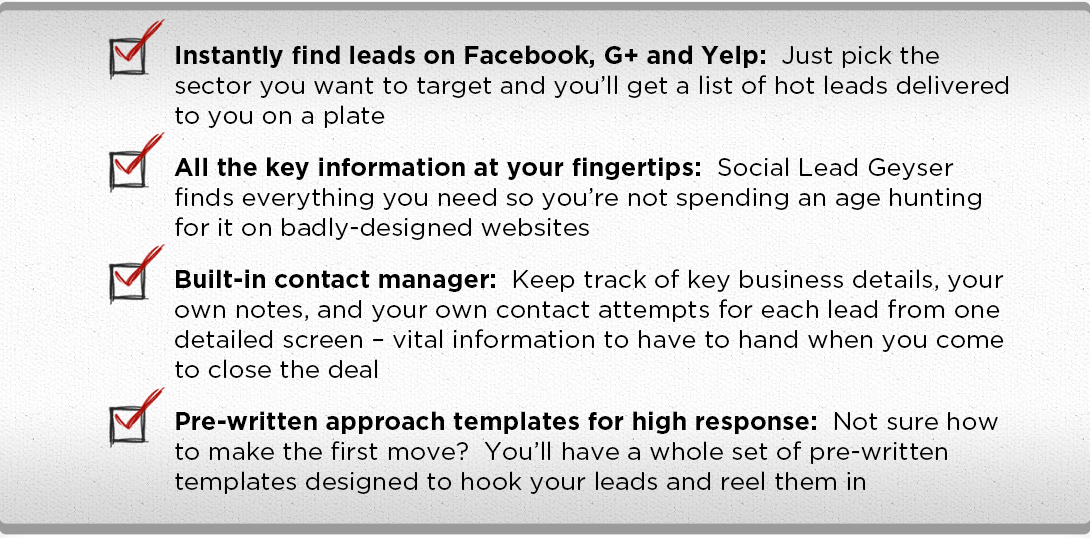 Instantly find leads on Facebook, G+ and Yelp:  Just pick the
sector you want to target and you’ll get a list of hot leads delivered
to you on a plate
All the key information at your fingertips:  Social Lead Geyser
finds everything you need so you’re not spending an age hunting
for it on badly-designed websites
Built-in contact manager:  Keep track of key business details, your
own notes, and your own contact attempts for each lead from one
detailed screen – vital information to have to hand when you come
to close the deal
Pre-written approach templates for high response:  Not sure how
to make the first move?  You’ll have a whole set of pre-written
templates designed to hook your leads and reel them in